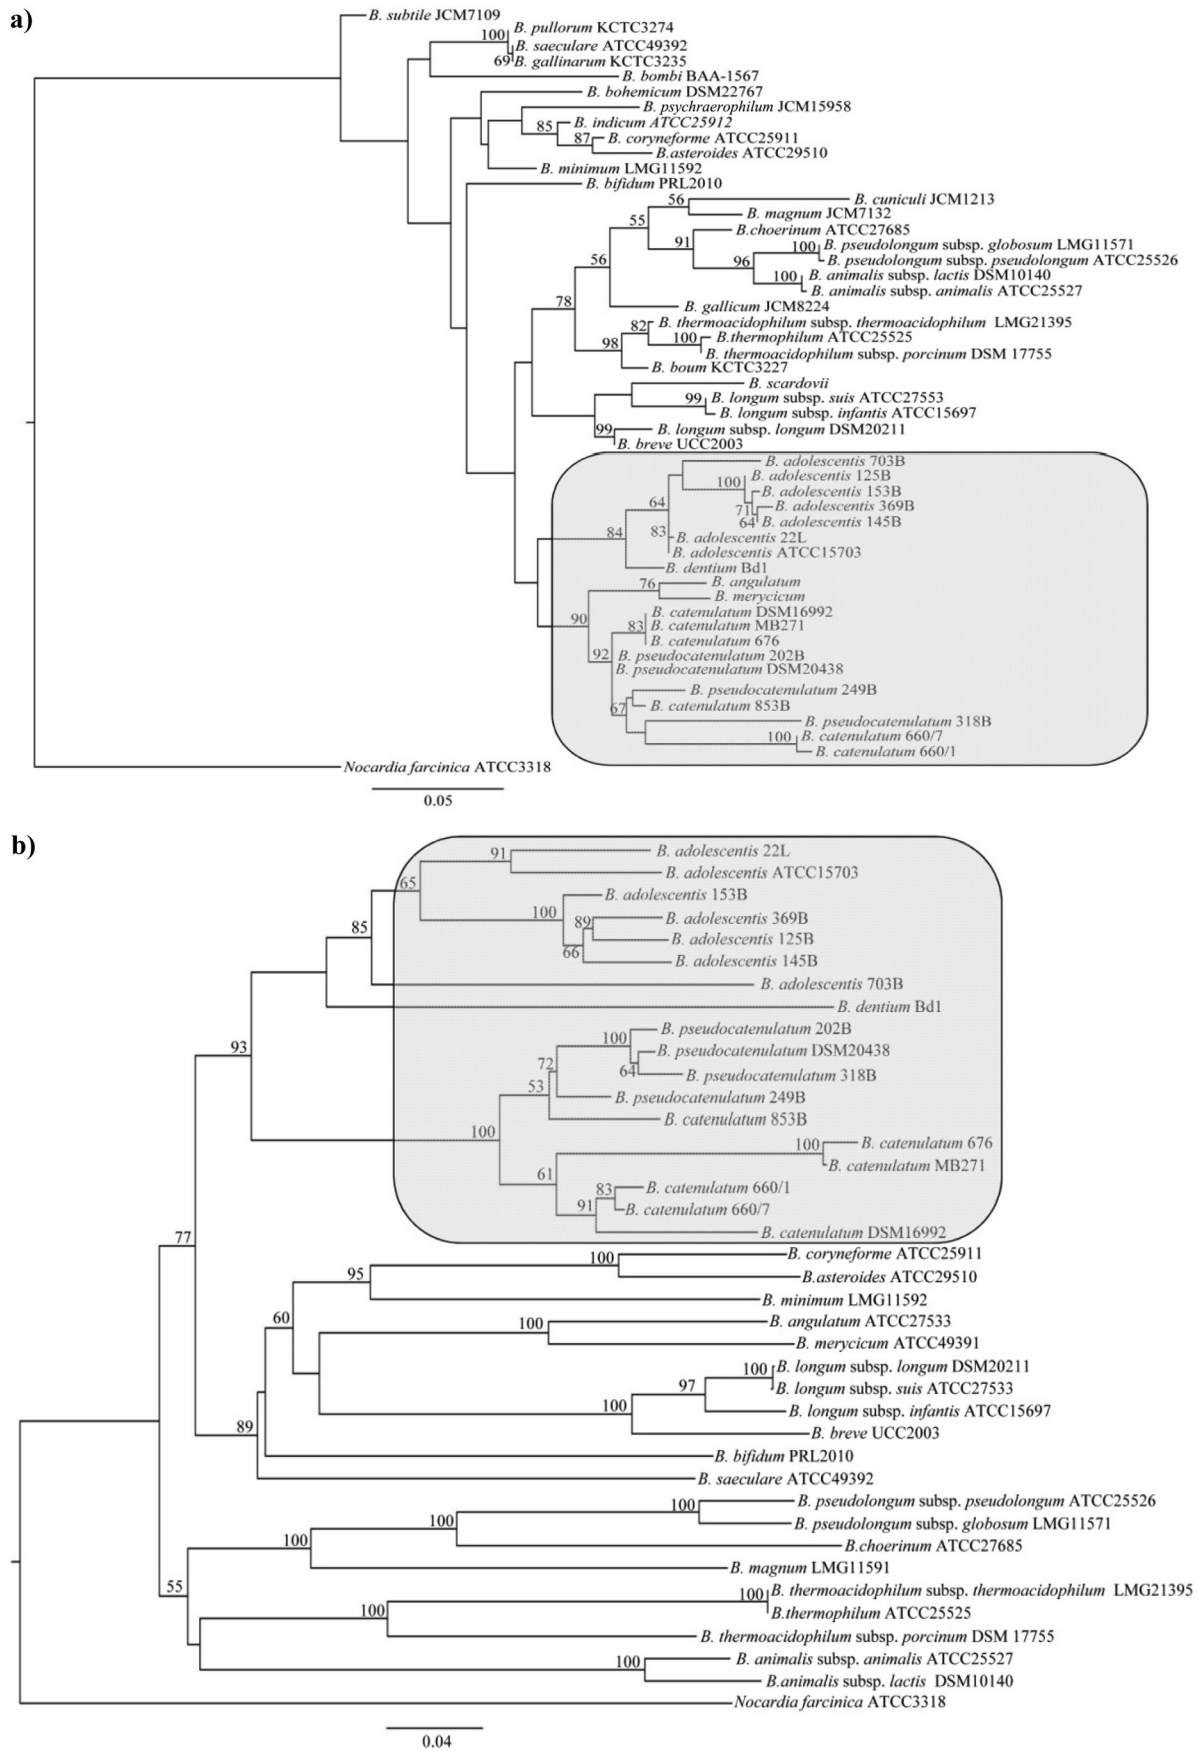 a)
B. subtile JCM7109
B. pullorum KCTC3274
100
B. saeculare ATCC49392
69
B. gallinarum KCTC3235
B. bombi BAA-1567
B. bohemicum DSM22767
B. psychraerophilum JCM15958
B. indicum ATCC25912
85
87
B. coryneforme ATCC25911
B.asteroides ATCC29510
B. minimum LMG11592
B. bifidum PRL2010
B. cuniculi JCM1213
56
B. magnum JCM7132
55
B.choerinum ATCC27685
91
B. pseudolongum subsp. globosum LMG11571
100
B. pseudolongum subsp. pseudolongum ATCC25526
96
56
B. animalis subsp. lactis DSM10140
100
B. animalis subsp. animalis ATCC25527
78
B. gallicum JCM8224
B. thermoacidophilum subsp. thermoacidophilum LMG21395
82
B.thermophilum ATCC25525
100
98
B. thermoacidophilum subsp. porcinum DSM 17755
B. boum KCTC3227
B. scardovii
B. longum subsp. suis ATCC27553
99
B. longum subsp. infantis ATCC15697
B. longum subsp. longum DSM20211
99
B. breve UCC2003
B. adolescentis 703B
B. adolescentis 125B
100
B. adolescentis 153B
64
B. adolescentis 369B
71
B. adolescentis 145B
64
84
83
B. adolescentis 22L
B. adolescentis ATCC15703
B. dentium Bd1
B. angulatum
76
B. merycicum
B. catenulatum DSM16992
90
83
B. catenulatum MB271
B. catenulatum 676
92
B. pseudocatenulatum 202B
B. pseudocatenulatum DSM20438
B. pseudocatenulatum 249B
67
B. catenulatum 853B
B. pseudocatenulatum 318B
100
B. catenulatum 660/7
B. catenulatum 660/1
Nocardia farcinica ATCC3318
0.05
b)
B. adolescentis 22L
91
B. adolescentis ATCC15703
65
B. adolescentis 153B
100
B. adolescentis 369B
89
85
B. adolescentis 125B
66
B. adolescentis 145B
B. adolescentis 703B
B. dentium Bd1
B. pseudocatenulatum 202B
100
93
B. pseudocatenulatum DSM20438
72
64
B. pseudocatenulatum 318B
53
B. pseudocatenulatum 249B
B. catenulatum 853B
100
B. catenulatum 676
100
B. catenulatum MB271
61
B. catenulatum 660/1
83
91
B. catenulatum 660/7
B. catenulatum DSM16992
77
B. coryneforme ATCC25911
100
95
B.asteroides ATCC29510
B. minimum LMG11592
60
B. angulatum ATCC27533
100
B. merycicum ATCC49391
B. longum subsp. longum DSM20211
100
97
B. longum subsp. suis ATCC27533
100
B. longum subsp. infantis ATCC15697
89
B. breve UCC2003
B. bifidum PRL2010
B. saeculare ATCC49392
B. pseudolongum subsp. pseudolongum ATCC25526
100
100
B. pseudolongum subsp. globosum LMG11571
100
B.choerinum ATCC27685
B. magnum LMG11591
55
B. thermoacidophilum subsp. thermoacidophilum LMG21395
100
100
B.thermophilum ATCC25525
B. thermoacidophilum subsp. porcinum DSM 17755
B. animalis subsp. animalis ATCC25527
100
B.animalis subsp. lactis DSM10140
Nocardia farcinica ATCC3318
0.04